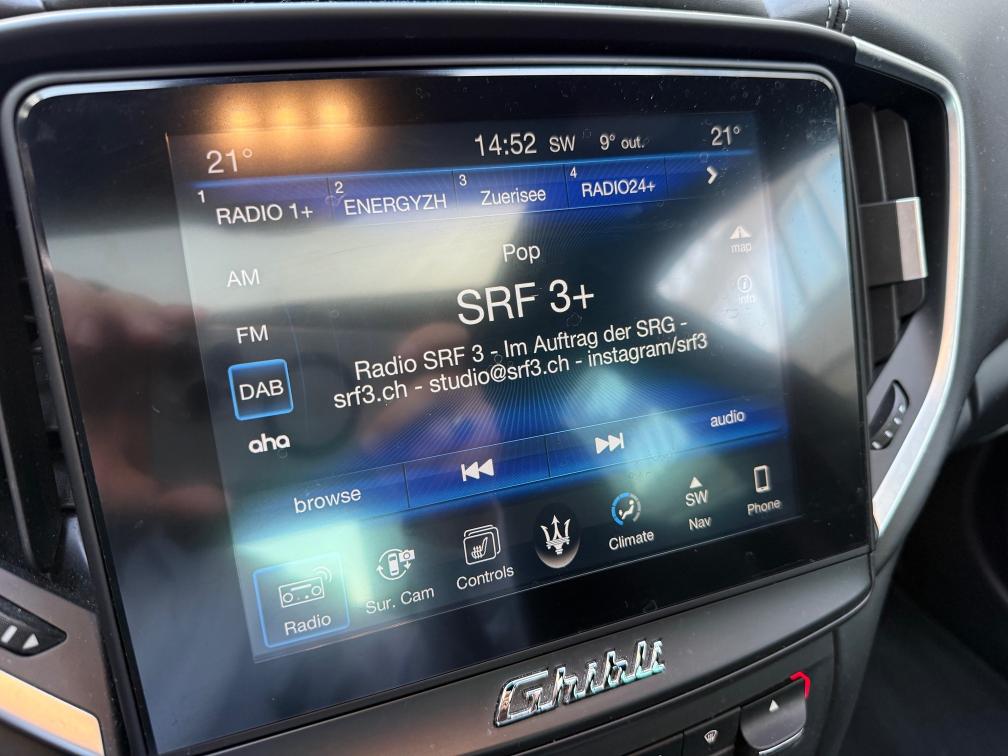 21° 14:52 SW 9° out. 21°
1 RADIO 1+ 2 ENERGYZH 3 Zuerisee 4 RADIO24+
AM
FM
DAB
aha
Pop
SRF 3+
Radio SRF 3 - Im Auftrag der SRG -
srf3.ch - studio@srf3.ch - instagram/srf3
map
info
browse audio
Radio Sur. Cam Controls Climate SW Nav Phone
Ghibli